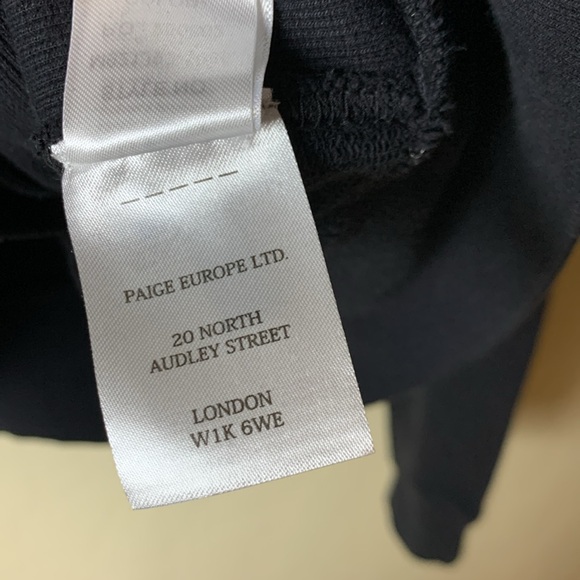 PAIGE EUROPE LTD.
20 NORTH
AUDLEY STREET
LONDON
W1K 6WE